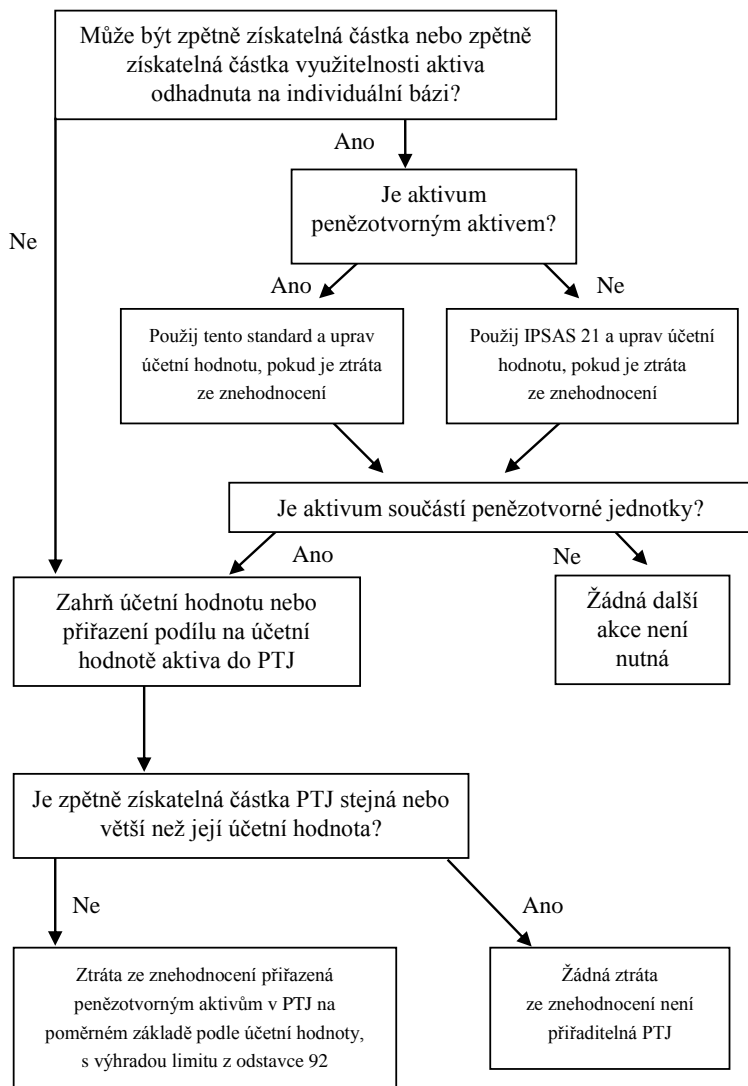 Může být zpětně získatelná částka nebo zpětně
získatelná částka využitelnosti aktiva
odhadnuta na individuální bázi?
Ano
Je aktivum
penězotvorným aktivem?
Ne
Ano
Ne
Použij tento standard a uprav
účetní hodnotu, pokud je ztráta
ze znehodnocení
Použij IPSAS 21 a uprav účetní
hodnotu, pokud je ztráta
ze znehodnocení
Je aktivum součástí penězotvorné jednotky?
Ano
Ne
Zahrň účetní hodnotu nebo
přiřazení podílu na účetní
hodnotě aktiva do PTJ
Žádná další
akce není
nutná
Je zpětně získatelná částka PTJ stejná nebo
větší než její účetní hodnota?
Ne
Ano
Ztráta ze znehodnocení přiřazená
penězotvorným aktivům v PTJ na
poměrném základě podle účetní hodnoty,
s výhradou limitu z odstavce 92
Žádná ztráta
ze znehodnocení není
přiřaditelná PTJ